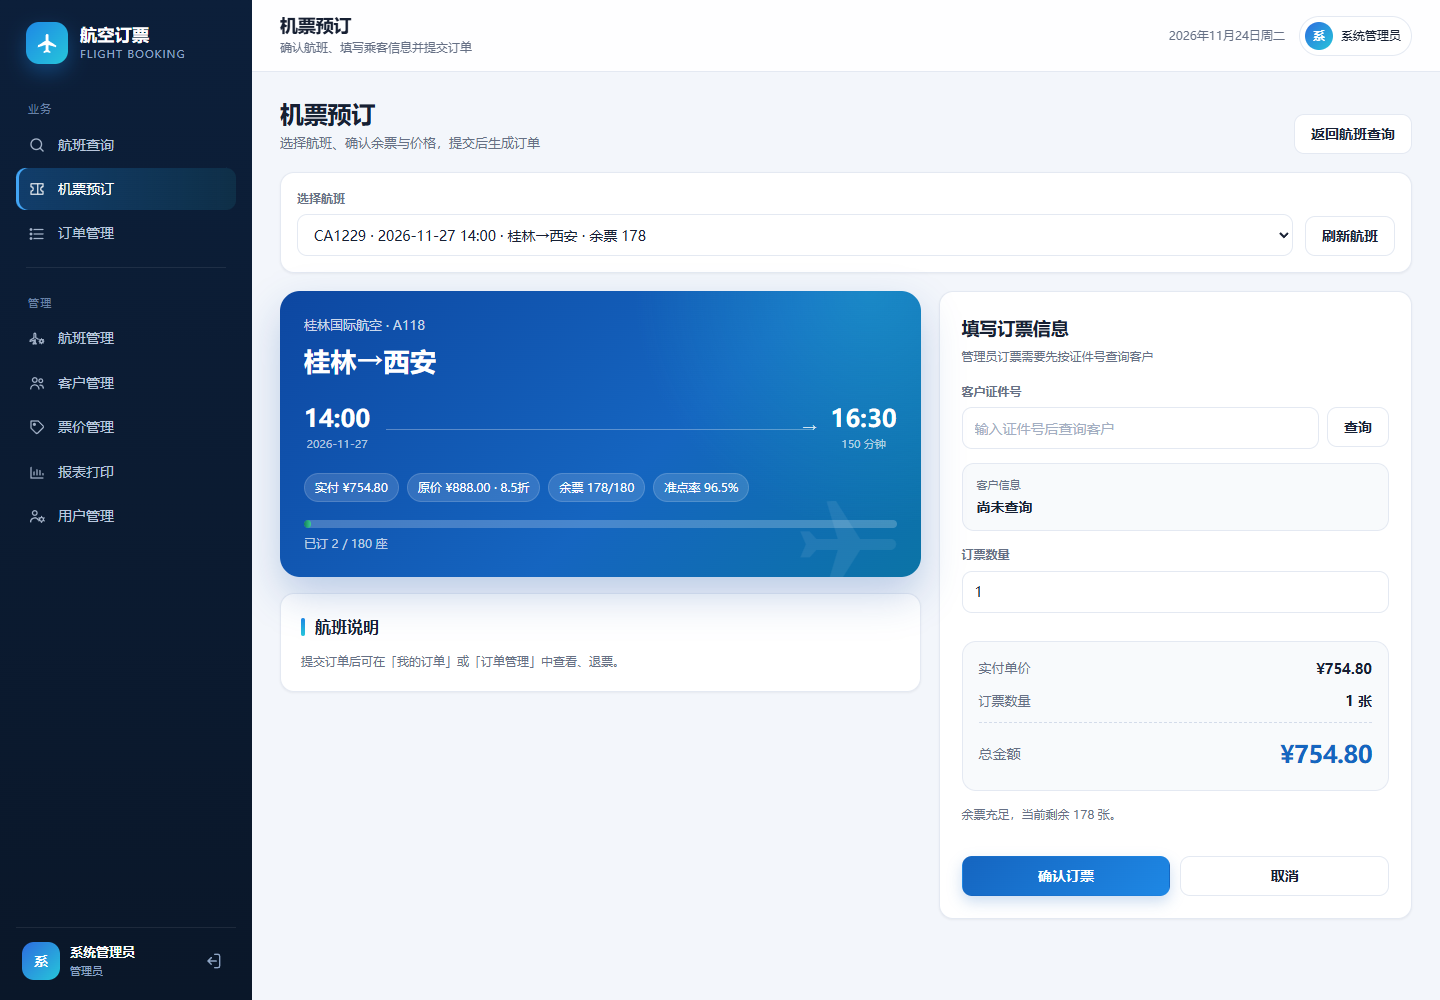 航空订票
FLIGHT BOOKING
业务
航班查询
机票预订
订单管理
管理
航班管理
客户管理
票价管理
报表打印
用户管理
系
系统管理员
管理员
机票预订
确认航班、填写乘客信息并提交订单
2026年11月24日周二
系
系统管理员
机票预订
选择航班、确认余票与价格，提交后生成订单
返回航班查询
选择航班
CA1229 · 2026-11-27 14:00 · 桂林→西安 · 余票 178
刷新航班
桂林国际航空 · A118
桂林→西安
14:00
2026-11-27
→
16:30
150 分钟
实付 ¥754.80
原价 ¥888.00 · 8.5折
余票 178/180
准点率 96.5%
已订 2 / 180 座
航班说明
提交订单后可在「我的订单」或「订单管理」中查看、退票。
填写订票信息
管理员订票需要先按证件号查询客户
客户证件号
输入证件号后查询客户
查询
客户信息
尚未查询
订票数量
1
实付单价
¥754.80
订票数量
1 张
总金额
¥754.80
余票充足，当前剩余 178 张。
确认订票
取消